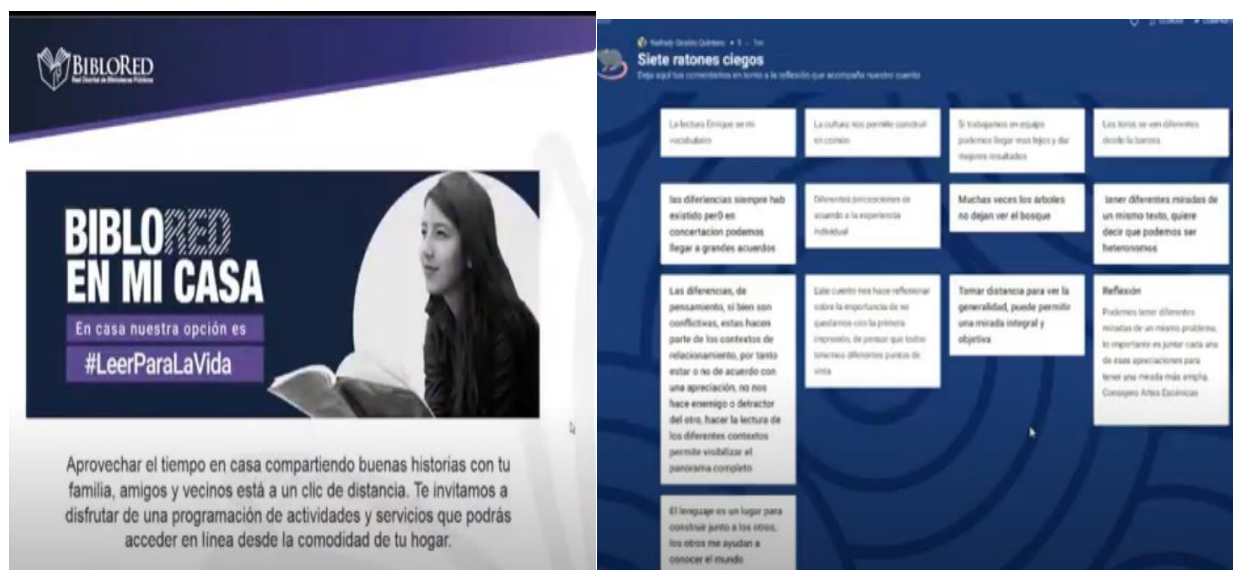 BIBLORED
Red Distrital de Bibliotecas Públicas
BIBLORED
EN MI CASA
En casa nuestra opción es
#LeerParaLaVida
Aprovechar el tiempo en casa compartiendo buenas historias con tu
familia, amigos y vecinos está a un clic de distancia. Te invitamos a
disfrutar de una programación de actividades y servicios que podrás
acceder en línea desde la comodidad de tu hogar.
Siete ratones ciegos
Deja aquí tus comentarios en torno a la reflexión que acompaña nuestro cuento
La lectura Enrique se mi
vocabulario
La cultura nos permite construir
en común
Si trabajamos en equipo
podemos llegar mas lejos y dar
mejores resultados
Los toros se ven diferentes
desde la barrera
las diferiencias siempre hab
existido per0 en
concertacion podemos
llegar a grandes acuerdos
Diferentes percepciones de
acuerdo a la experiencia
individual
Muchas veces los árboles
no dejan ver el bosque
tener diferentes miradas de
un mismo texto, quiere
decir que podemos ser
heteronomos
Las diferencias, de
pensamiento, si bien son
conflictivas, estas hacen
parte de los contextos de
relacionamiento, por tanto
estar o no de acuerdo con
una apreciación, no nos
hace enemigo o detractor
del otro, hacer la lectura de
los diferentes contextos
permite visibilizar el
panorama completo
Este cuento nos hace reflexionar
sobre la importancia de no
quedarnos con la primera
impresión, de pensar que todos
tenemos diferentes puntos de
vista
Tomar distancia para ver la
generalidad, puede permitir
una mirada integral y
objetiva
Reflexión
Podemos tener diferentes
miradas de un mismo problema,
lo importante es juntar cada una
de esas apreciaciones para
tener una mirada más amplia.
Consejero Artes Escénicas
El lenguaje es un lugar para
construir junto a los otros,
los otros me ayudan a
conocer el mundo